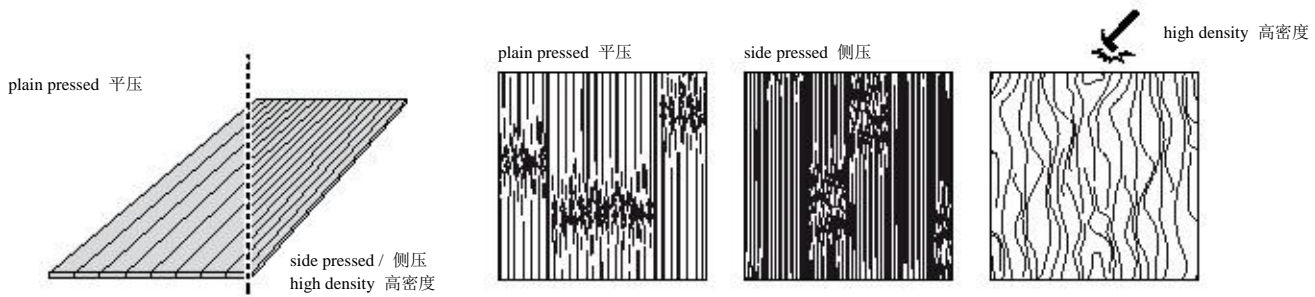 plain pressed 平压
side pressed / 侧压
high density 高密度
plain pressed 平压
side pressed 侧压
high density 高密度